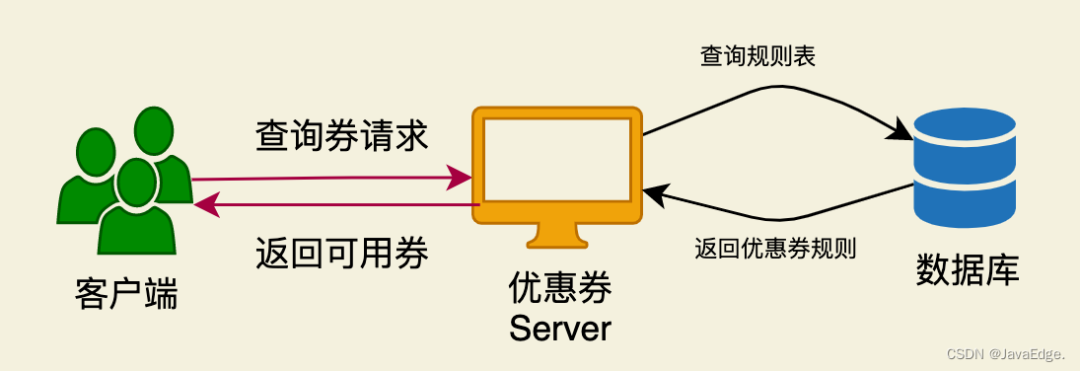 查询规则表
查询券请求
返回可用券
返回优惠券规则
客户端
优惠券
Server
数据库
CSDN @JavaEdge.